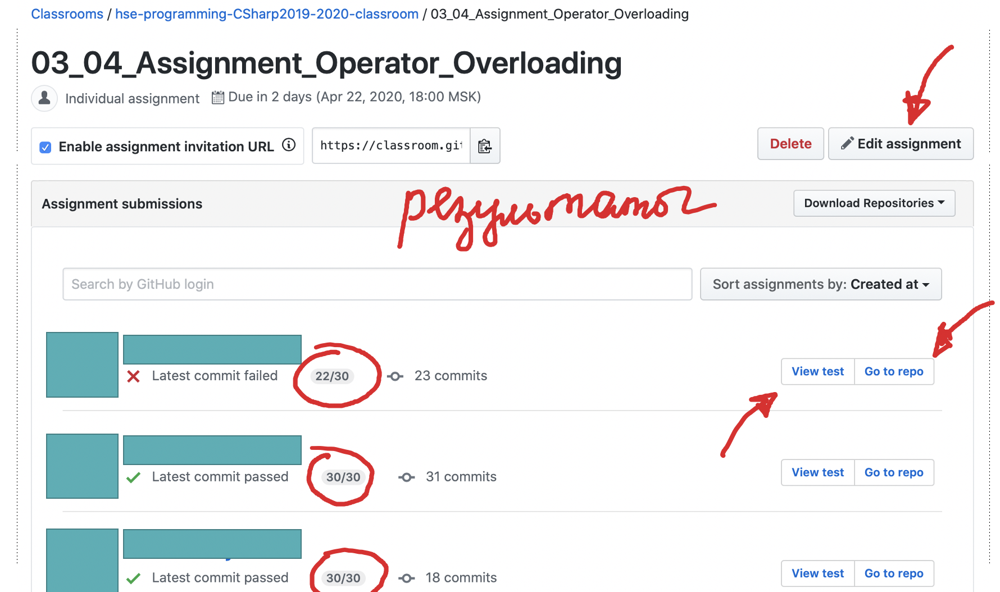 Classrooms / hse-programming-CSharp2019-2020-classroom / 03_04_Assignment_Operator_Overloading
03_04_Assignment_Operator_Overloading
Individual assignment Due in 2 days (Apr 22, 2020, 18:00 MSK)
Enable assignment invitation URL https://classroom.git Delete Edit assignment
Assignment submissions Download Repositories
Search by GitHub login Sort assignments by: Created at
Latest commit failed 22/30 23 commits View test Go to repo
Latest commit passed 30/30 31 commits View test Go to repo
Latest commit passed 30/30 18 commits View test Go to repo